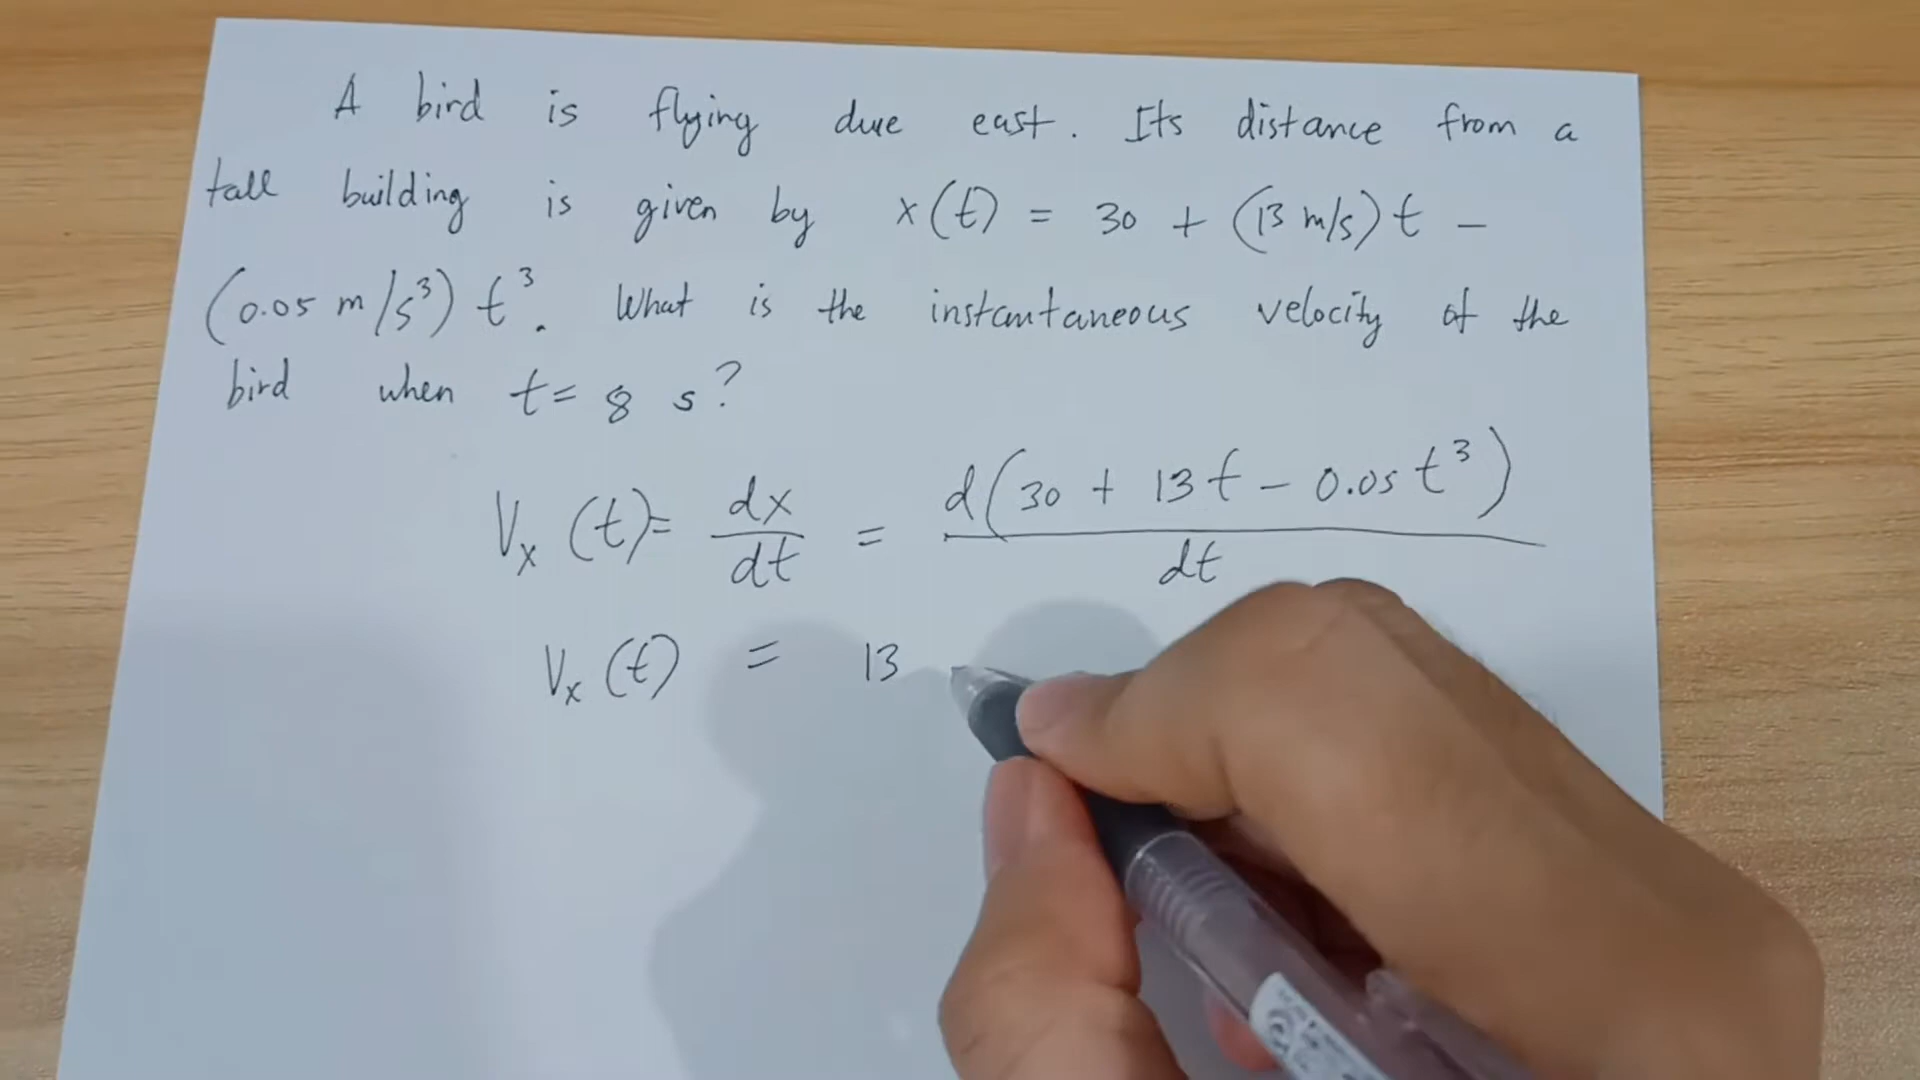 A bird is flying due east. Its distance from a
tall building is given by x(t) = 30 + (13 m/s)t -
(0.05 m/s³) t³. What is the instantaneous velocity of the
bird when t = 8 s?
Vx (t) = dx/dt = d(30 + 13t - 0.05t³)/dt
Vx (t) = 13